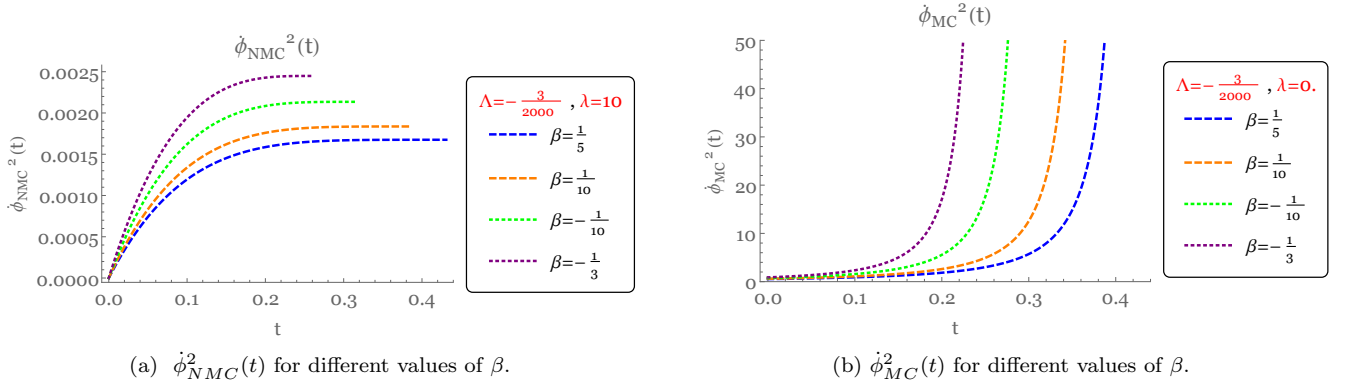 ϕ̇_NMC²(t)
ϕ̇_NMC²(t)
0.0025
0.0020
0.0015
0.0010
0.0005
0.0000
0.0 0.1 0.2 0.3 0.4
t
Λ=-3/2000 , λ=10
β=1/5
β=1/10
β=-1/10
β=-1/3
(a) ϕ̇²_NMC(t) for different values of β.
ϕ̇_MC²(t)
ϕ̇_MC²(t)
50
40
30
20
10
0
0.0 0.1 0.2 0.3 0.4
t
Λ=-3/2000 , λ=0.
β=1/5
β=1/10
β=-1/10
β=-1/3
(b) ϕ̇²_MC(t) for different values of β.